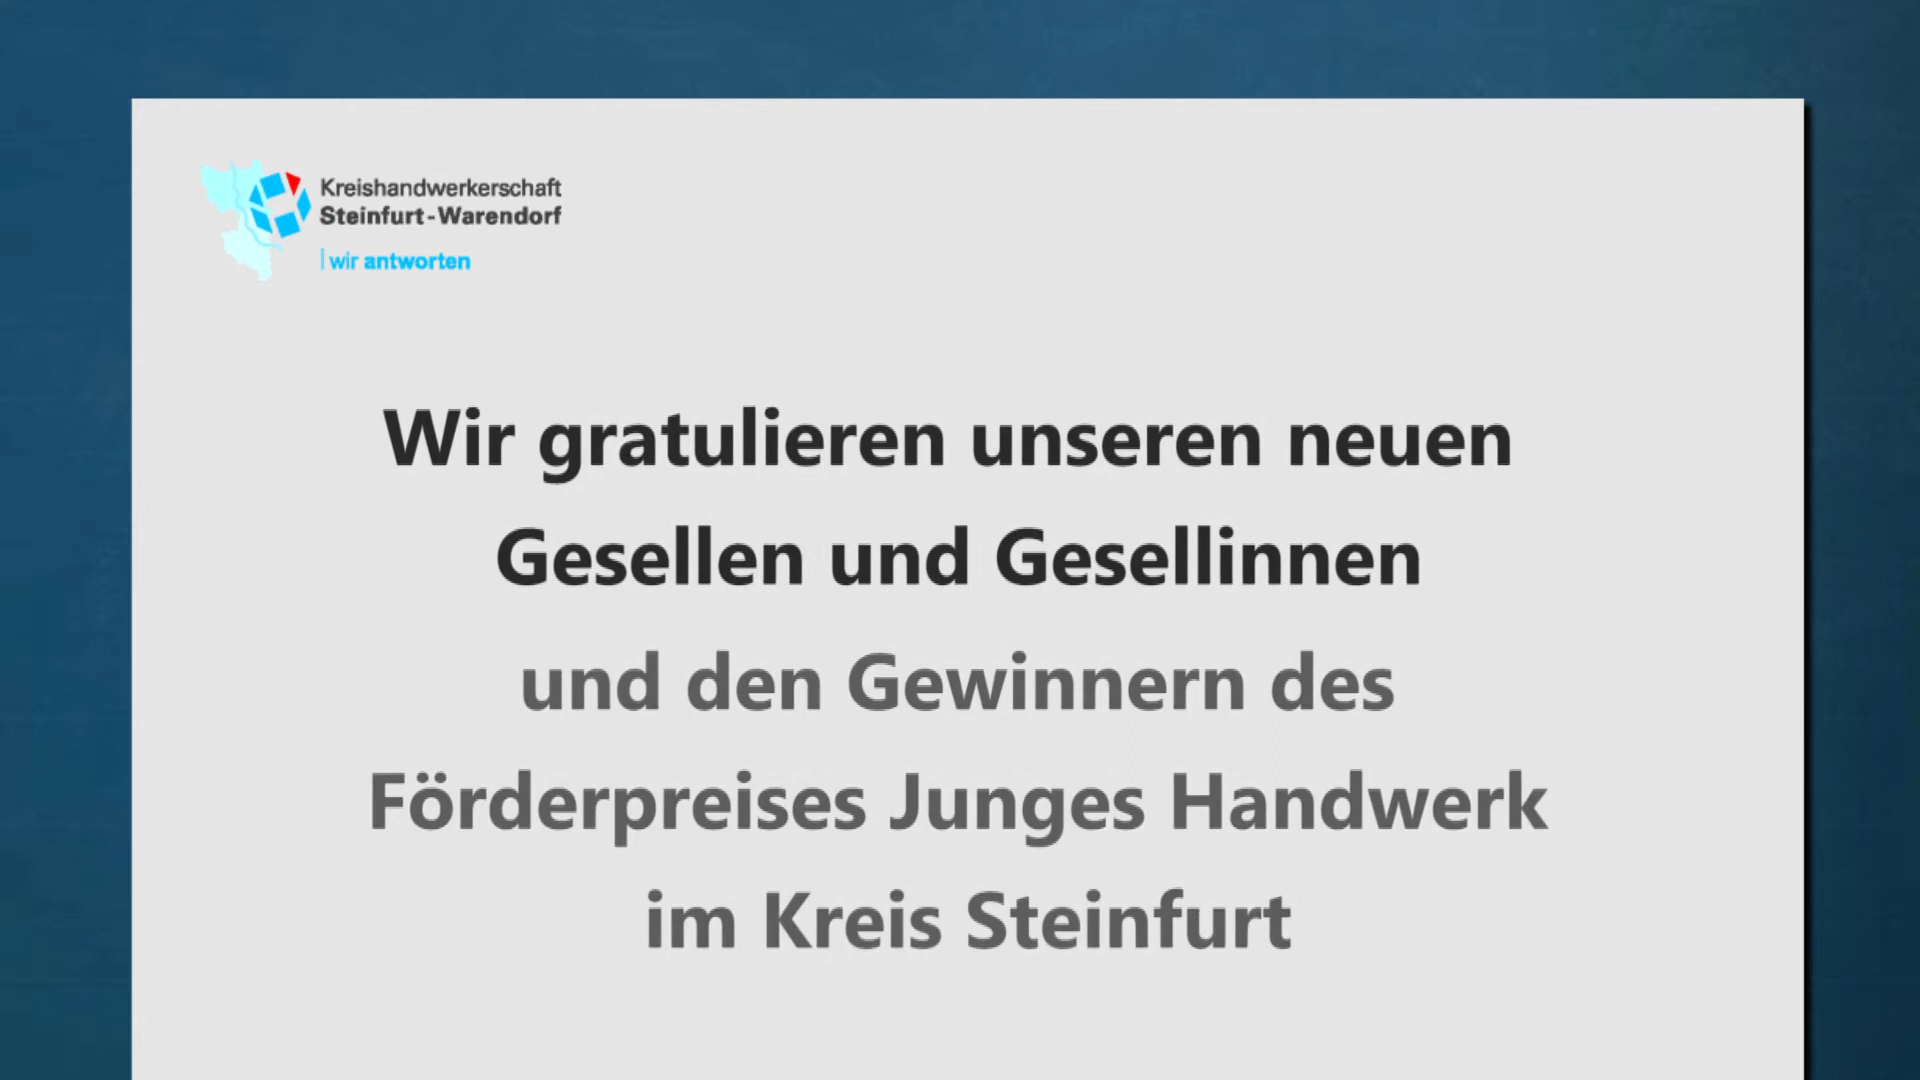 Kreishandwerkerschaft
Steinfurt-Warendorf
wir antworten
Wir gratulieren unseren neuen
Gesellen und Gesellinnen
und den Gewinnern des
Förderpreises Junges Handwerk
im Kreis Steinfurt